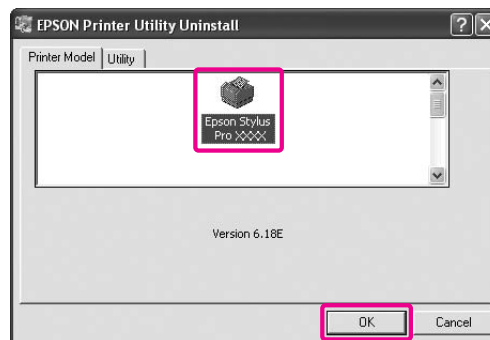 EPSON Printer Utility Uninstall
Printer Model
Utility
Epson Stylus
Pro XXXX
Version 6.18E
OK
Cancel